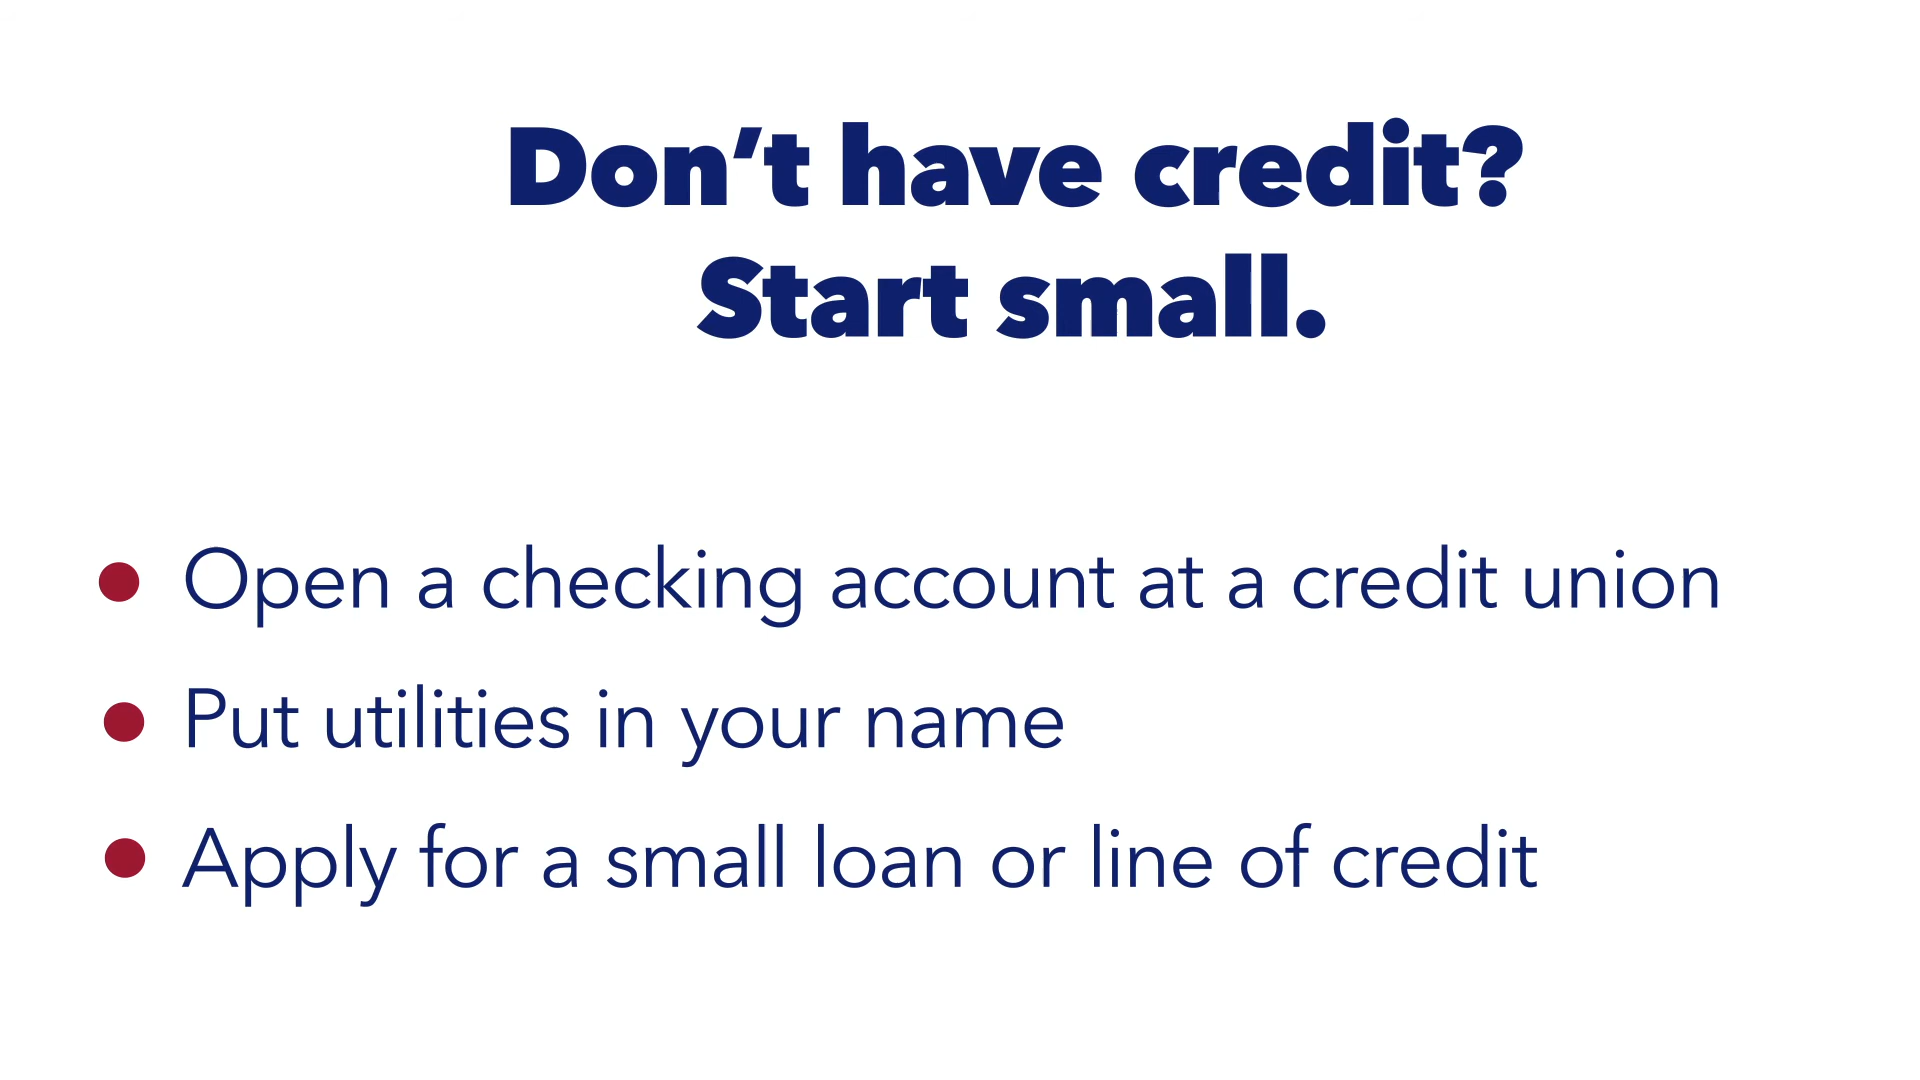 Don’t have credit?
Start small.
• Open a checking account at a credit union
• Put utilities in your name
• Apply for a small loan or line of credit